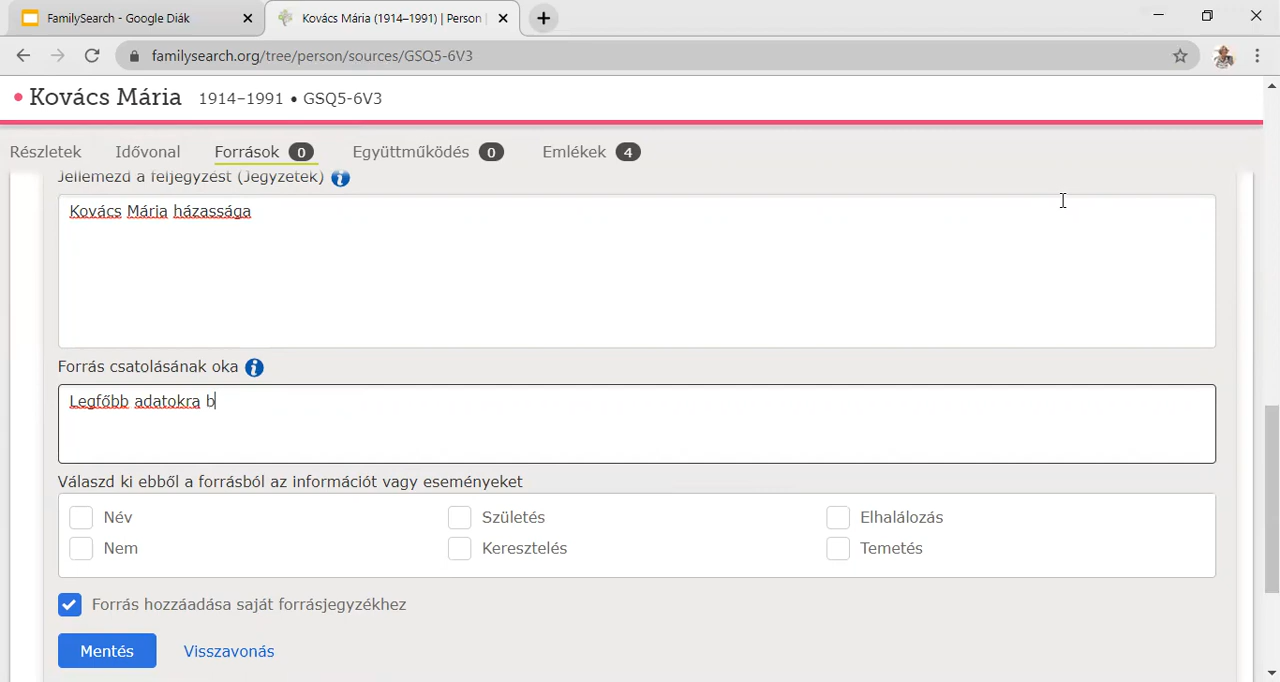 FamilySearch - Google Diák
Kovács Mária (1914–1991) | Person
familysearch.org/tree/person/sources/GSQ5-6V3
Kovács Mária 1914–1991 • GSQ5-6V3
Részletek Idővonal Források 0 Együttműködés 0 Emlékek 4
Jellemezd a feljegyzést (Jegyzetek)
Kovács Mária házassága
Forrás csatolásának oka
Legfőbb adatokra b
Válaszd ki ebből a forrásból az információt vagy eseményeket
Név Születés Elhalálozás
Nem Keresztelés Temetés
Forrás hozzáadása saját forrásjegyzékhez
Mentés Visszavonás